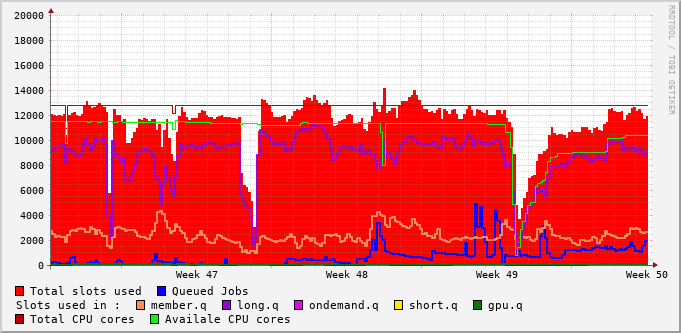 RRDTOOL / TOBI OETIKER
20000
18000
16000
14000
12000
10000
8000
6000
4000
2000
0
Week 47 Week 48 Week 49 Week 50
Total slots used Queued Jobs
Slots used in : member.q long.q ondemand.q short.q gpu.q
Total CPU cores Availale CPU cores